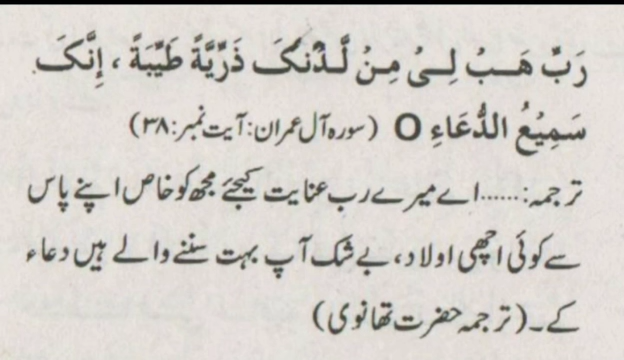 رَبِّ هَبْ لِیْ مِنْ لَّدُنْکَ ذُرِّیَّةً طَیِّبَةً ، إِنَّکَ
سَمِیْعُ الدُّعَاءِ O (سورہ آل عمران: آیت نمبر: ۳۸)
ترجمہ:......اے میرے رب عنایت کیجئے مجھ کو خاص اپنے پاس
سے کوئی اچھی اولاد، بے شک آپ بہت سننے والے ہیں دعاء
کے۔ (ترجمہ حضرت تھانوی)